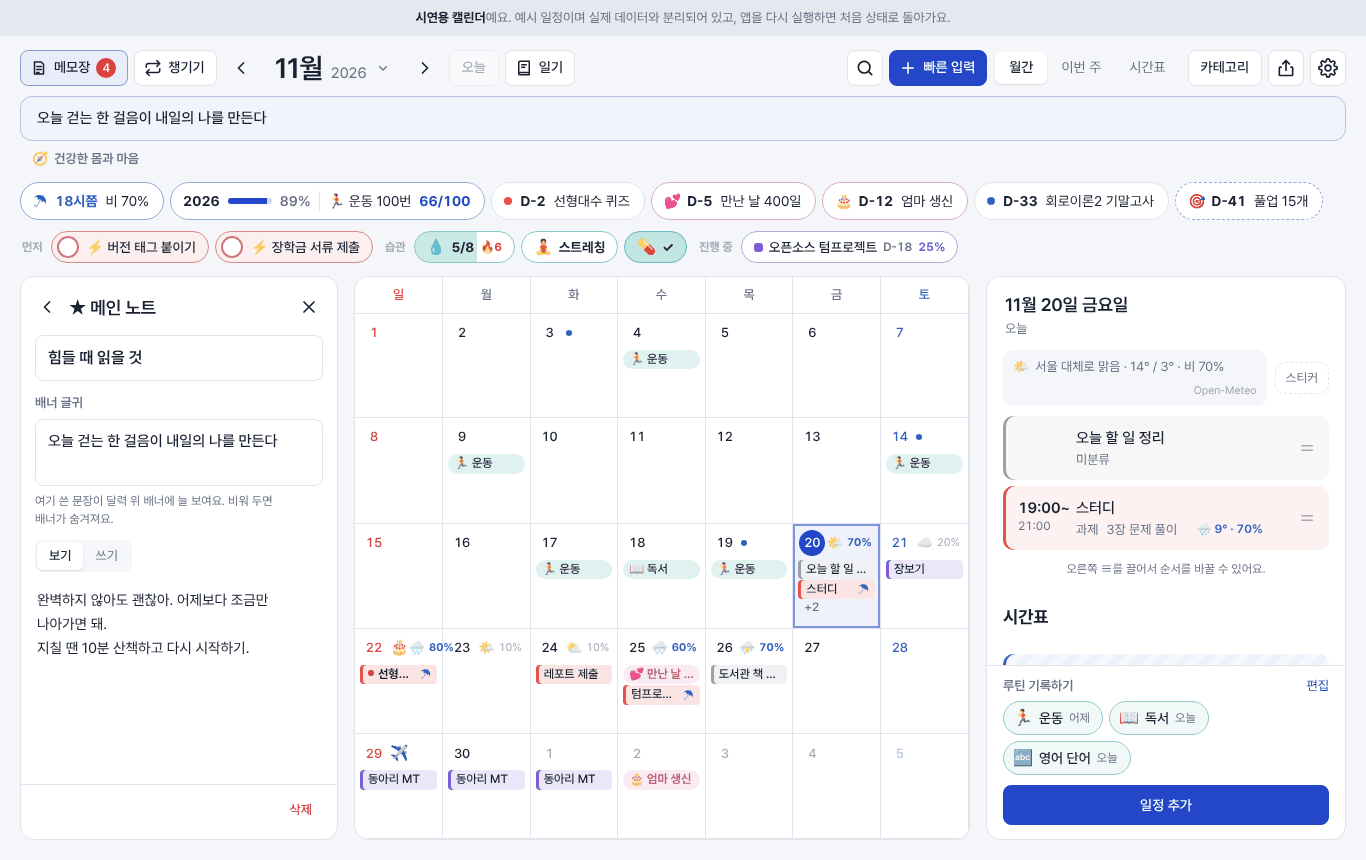 시연용 캘린더예요. 예시 일정이며 실제 데이터와 분리되어 있고, 앱을 다시 실행하면 처음 상태로 돌아가요.
메모장 4 챙기기 11월 2026 오늘 일기 빠른 입력 월간 이번 주 시간표 카테고리
오늘 걷는 한 걸음이 내일의 나를 만든다
건강한 몸과 마음
18시쯤 비 70% 2026 89% 운동 100번 66/100 D-2 선형대수 퀴즈 D-5 만난 날 400일 D-12 엄마 생신 D-33 회로이론2 기말고사 D-41 풀업 15개
먼저 버전 태그 붙이기 장학금 서류 제출 습관 5/8 6 스트레칭 진행 중 오픈소스 텀프로젝트 D-18 25%
★ 메인 노트
힘들 때 읽을 것
배너 글귀
오늘 걷는 한 걸음이 내일의 나를 만든다
여기 쓴 문장이 달력 위 배너에 늘 보여요. 비워 두면
배너가 숨겨져요.
보기 쓰기
완벽하지 않아도 괜찮아. 어제보다 조금만
나아가면 돼.
지칠 땐 10분 산책하고 다시 시작하기.
삭제
일 월 화 수 목 금 토
1 2 3 4 5 6 7
운동
8 9 10 11 12 13 14
운동 운동
15 16 17 18 19 20 70% 21 20%
운동 독서 운동 오늘 할 일 ... 장보기
스터디
+2
22 80% 23 10% 24 10% 25 60% 26 70% 27 28
선형... 레포트 제출 만난 날 ... 도서관 책 ...
텀프로...
29 30 1 2 3 4 5
동아리 MT 동아리 MT 동아리 MT 엄마 생신
11월 20일 금요일
오늘
서울 대체로 맑음 · 14° / 3° · 비 70%
Open-Meteo
스티커
오늘 할 일 정리
미분류
19:00~ 스터디
21:00 과제 3장 문제 풀이 9° · 70%
오른쪽 ≡를 끌어서 순서를 바꿀 수 있어요.
시간표
루틴 기록하기 편집
운동 어제 독서 오늘
abc 영어 단어 오늘
일정 추가